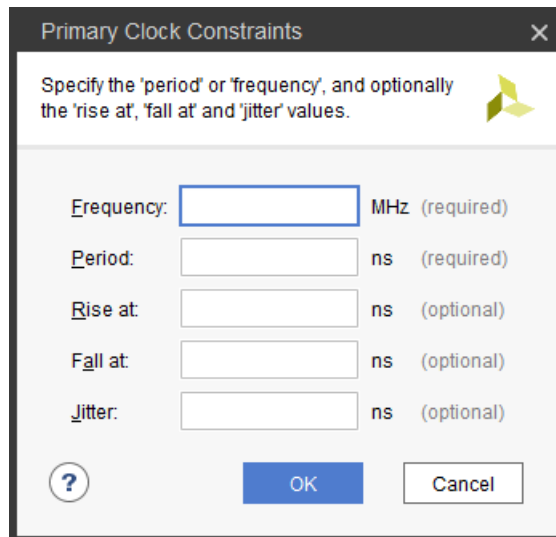 Primary Clock Constraints
Specify the 'period' or 'frequency', and optionally
the 'rise at', 'fall at' and 'jitter' values.
Frequency: MHz (required)
Period: ns (required)
Rise at: ns (optional)
Fall at: ns (optional)
Jitter: ns (optional)
? OK Cancel